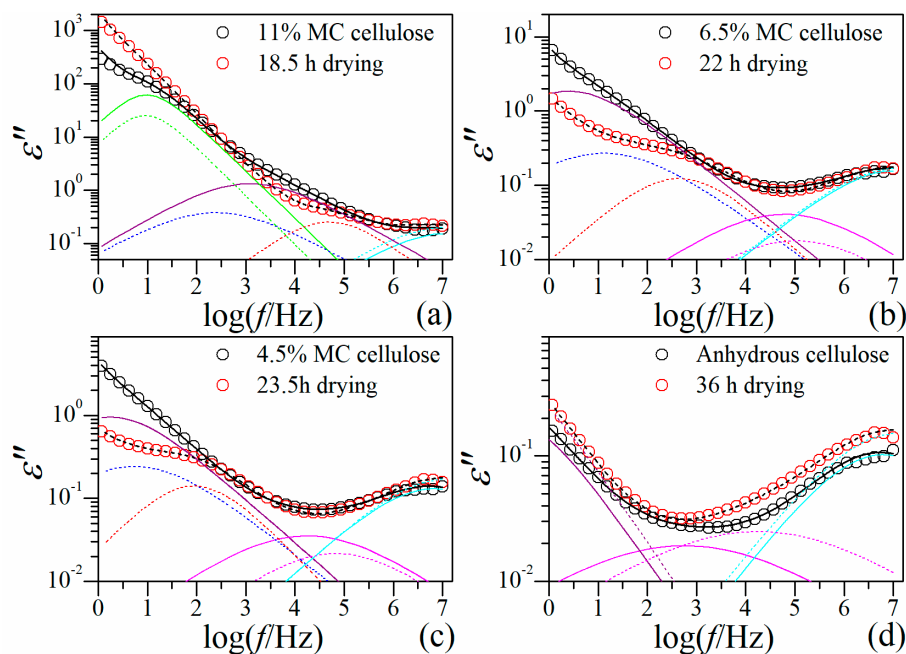 10³
10²
10¹
10⁰
10⁻¹
ε''
11% MC cellulose
18.5 h drying
0 1 2 3 4 5 6 7
log(f/Hz)
(a)
10¹
10⁰
10⁻¹
10⁻²
ε''
6.5% MC cellulose
22 h drying
0 1 2 3 4 5 6 7
log(f/Hz)
(b)
10⁰
10⁻¹
10⁻²
ε''
4.5% MC cellulose
23.5h drying
0 1 2 3 4 5 6 7
log(f/Hz)
(c)
10⁻¹
10⁻²
ε''
Anhydrous cellulose
36 h drying
0 1 2 3 4 5 6 7
log(f/Hz)
(d)